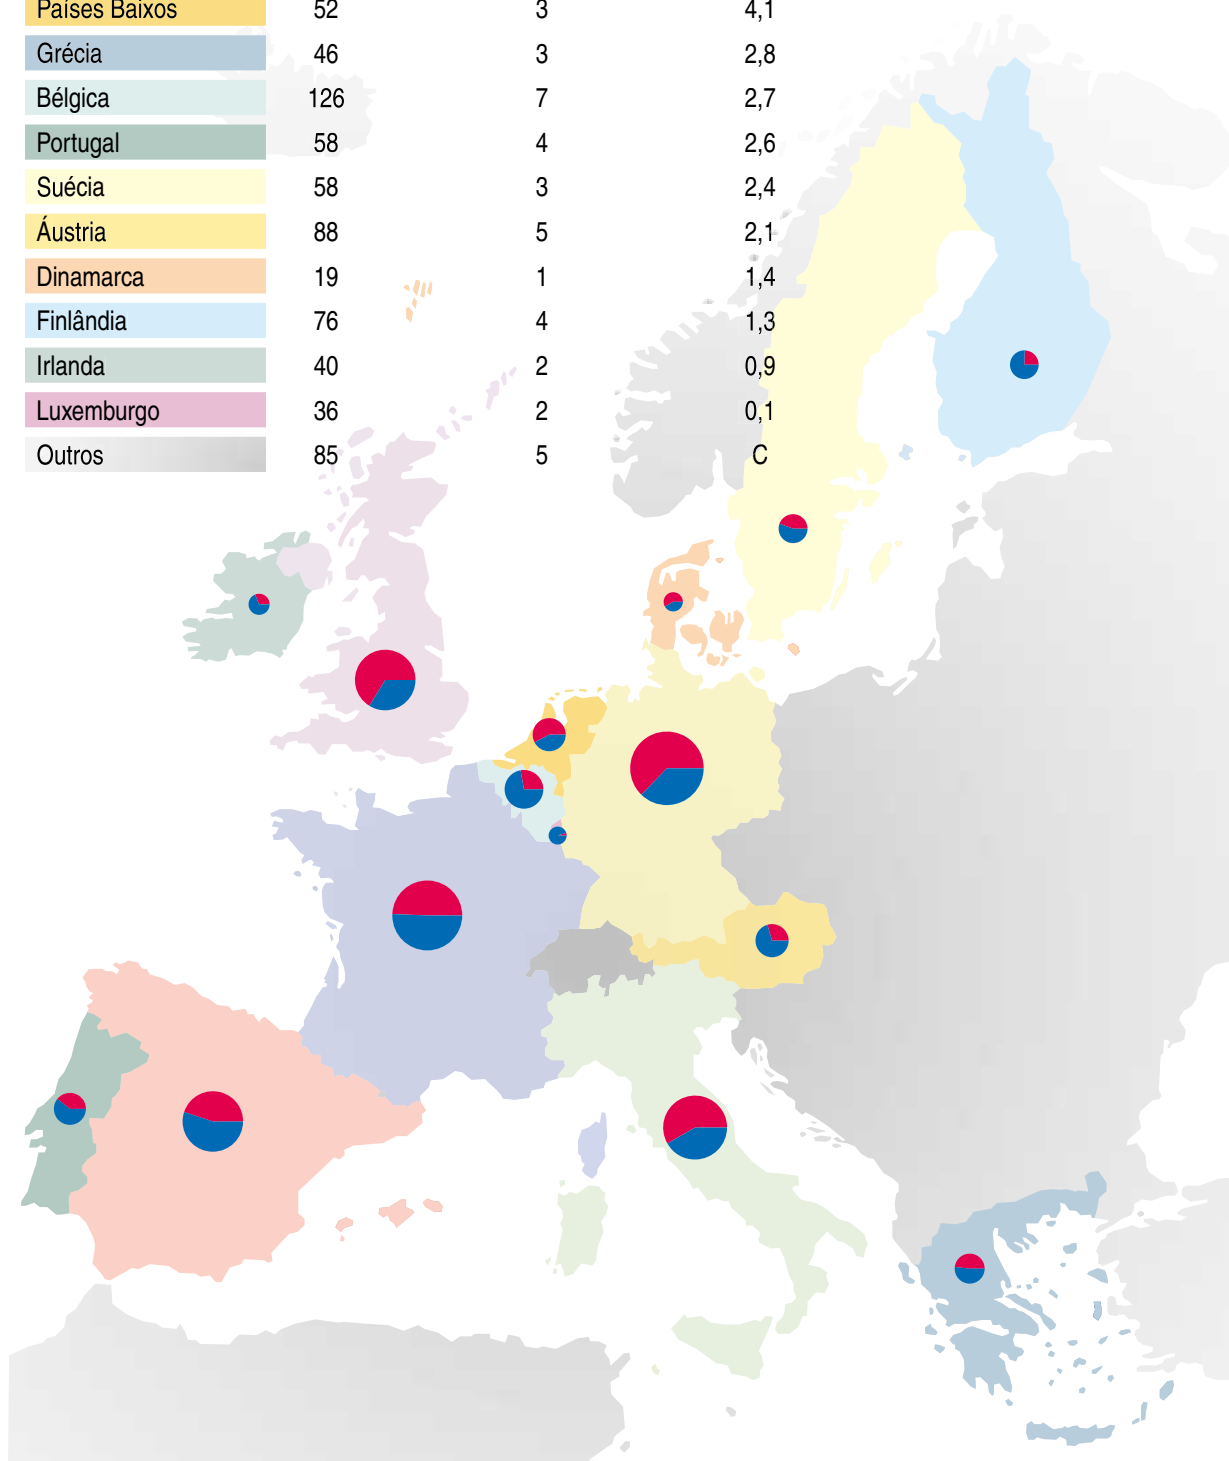 Países Baixos 52 3 4,1
Grécia 46 3 2,8
Bélgica 126 7 2,7
Portugal 58 4 2,6
Suécia 58 3 2,4
Áustria 88 5 2,1
Dinamarca 19 1 1,4
Finlândia 76 4 1,3
Irlanda 40 2 0,9
Luxemburgo 36 2 0,1
Outros 85 5 C